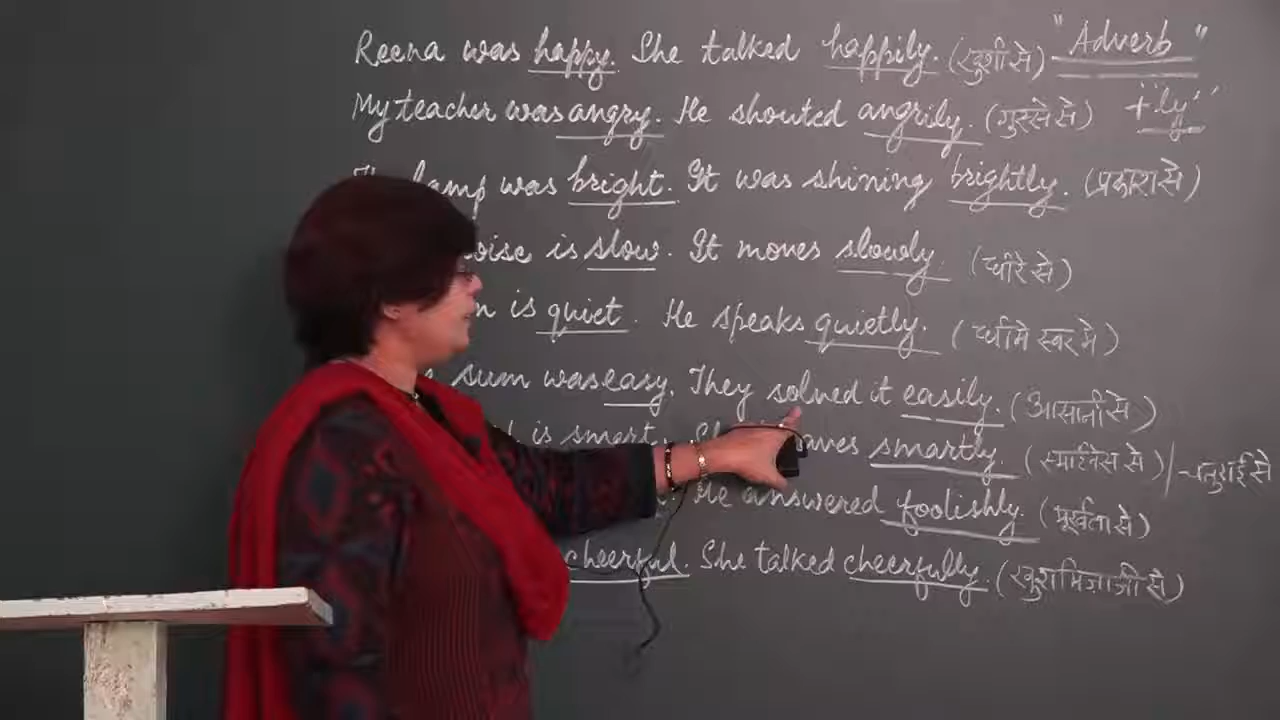 Reena was happy. She talked happily. (खुशी से) "Adverb"
My teacher was angry. He shouted angrily. (गुस्से से) + "ly"
lamp was bright. It was shining brightly. (प्रकाश से)
is slow. It moves slowly. (धीरे से)
is quiet. He speaks quietly. (धीमे स्वर मे)
sum was easy. They solved it easily. (आसानी से)
is smart. smartly. (स्मार्टनेस से) / चतुराई से
He answered foolishly. (मूर्खता से)
cheerful. She talked cheerfully. (खुशमिज़ाजी से)